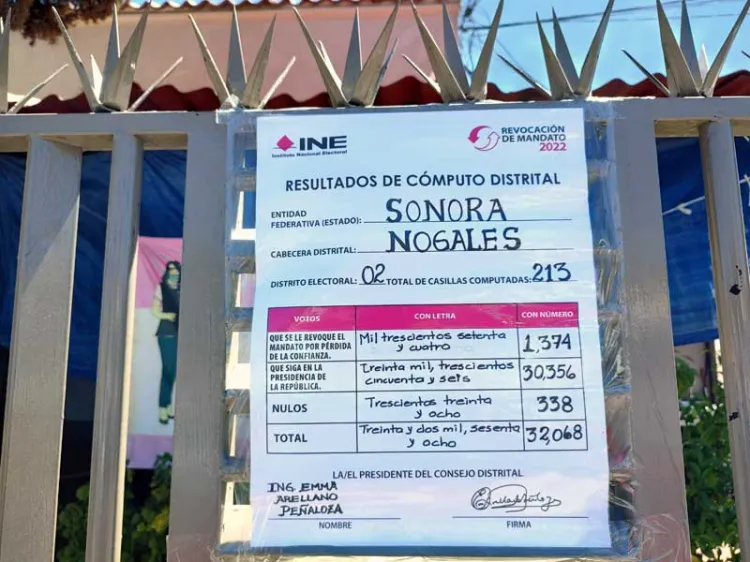 INE
Instituto Nacional Electoral
REVOCACIÓN
DE MANDATO
2022
RESULTADOS DE CÓMPUTO DISTRITAL
ENTIDAD
FEDERATIVA (ESTADO): SONORA
CABECERA DISTRITAL: NOGALES
DISTRITO ELECTORAL: 02 TOTAL DE CASILLAS COMPUTADAS: 213
VOTOS CON LETRA CON NÚMERO
QUE SE LE REVOQUE EL
MANDATO POR PÉRDIDA
DE LA CONFIANZA.
Mil trescientos setenta
y cuatro
1,374
QUE SIGA EN LA
PRESIDENCIA DE
LA REPÚBLICA.
treinta mil, trescientos
cincuenta y seis
30,356
NULOS
Trescientos treinta
y ocho
338
TOTAL
Treinta y dos mil, sesenta
y ocho
32,068
LA/EL PRESIDENTE DEL CONSEJO DISTRITAL
ING. EMMA
ARELLANO
PEÑALOZA
NOMBRE
FIRMA